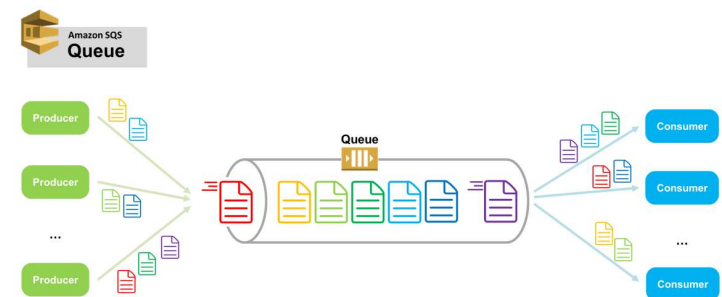 Amazon SQS
Queue
Producer
Producer
...
Producer
Queue
Consumer
Consumer
...
Consumer